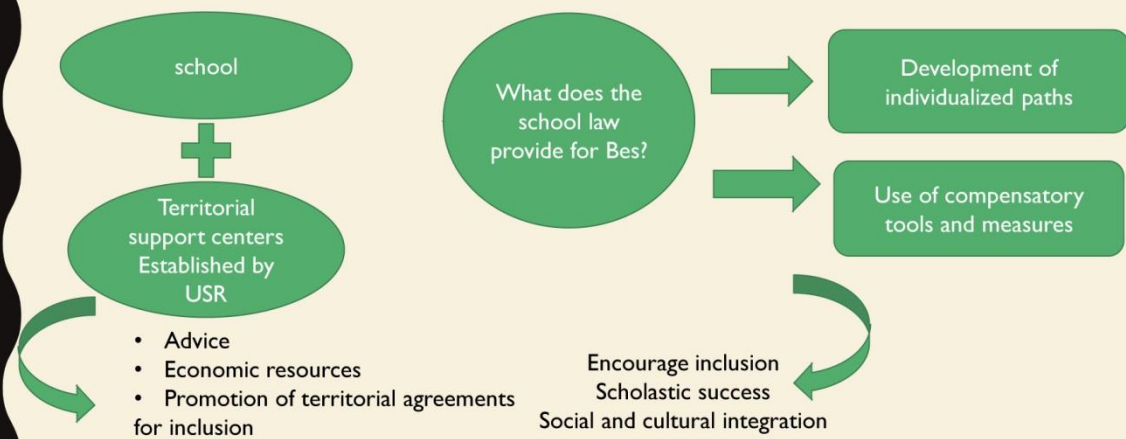 school
Territorial
support centers
Established by
USR
• Advice
• Economic resources
• Promotion of territorial agreements
for inclusion
What does the
school law
provide for Bes?
Development of
individualized paths
Use of compensatory
tools and measures
Encourage inclusion
Scholastic success
Social and cultural integration